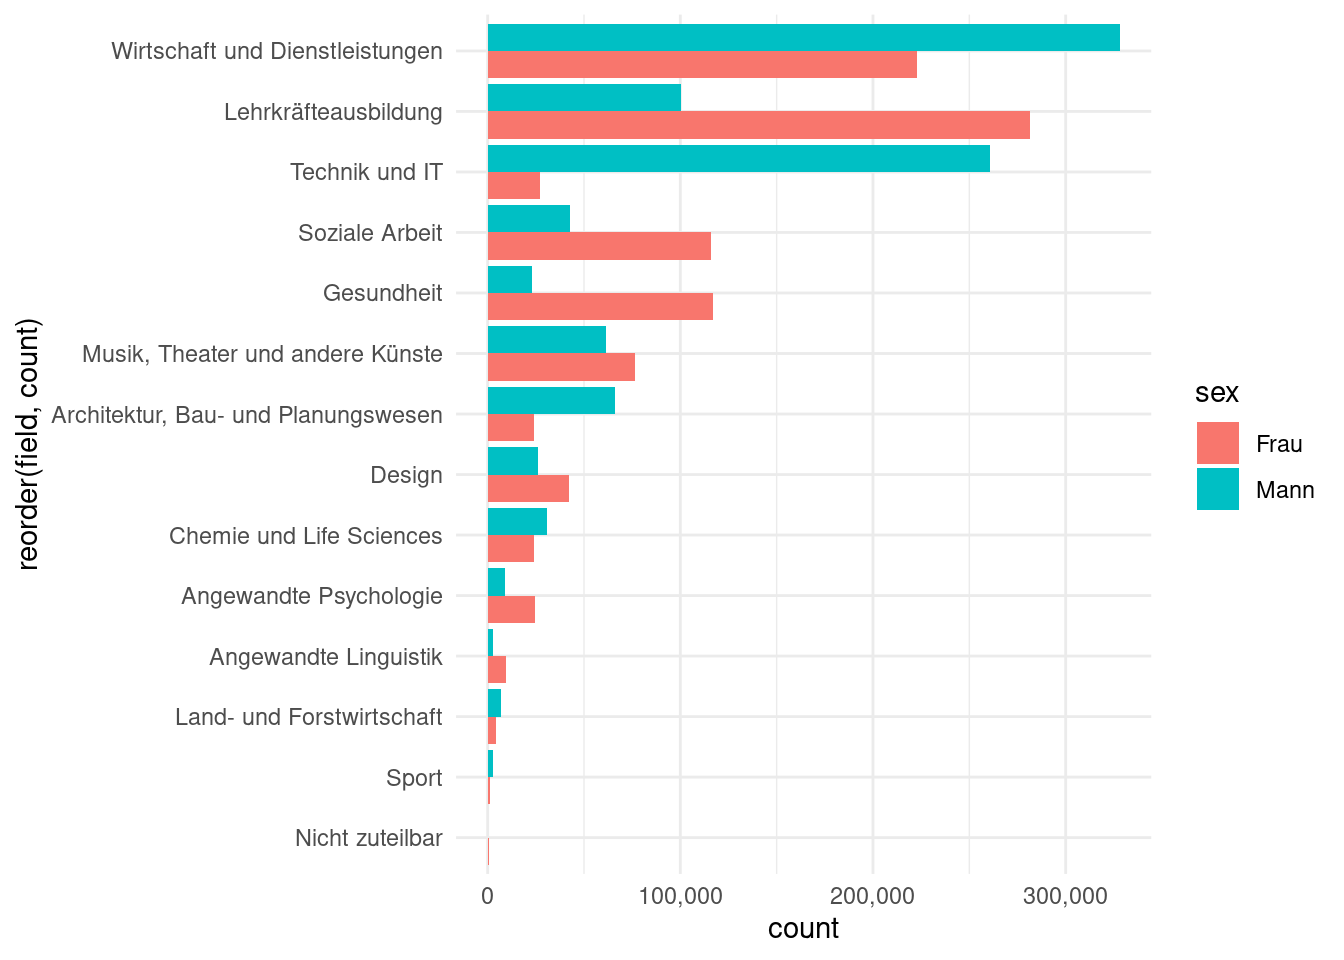 Wirtschaft und Dienstleistungen
Lehrkräfteausbildung
Technik und IT
Soziale Arbeit
Gesundheit
Musik, Theater und andere Künste
Architektur, Bau- und Planungswesen
Design
Chemie und Life Sciences
Angewandte Psychologie
Angewandte Linguistik
Land- und Forstwirtschaft
Sport
Nicht zuteilbar
reorder(field, count)
0 100,000 200,000 300,000
count
sex
Frau
Mann